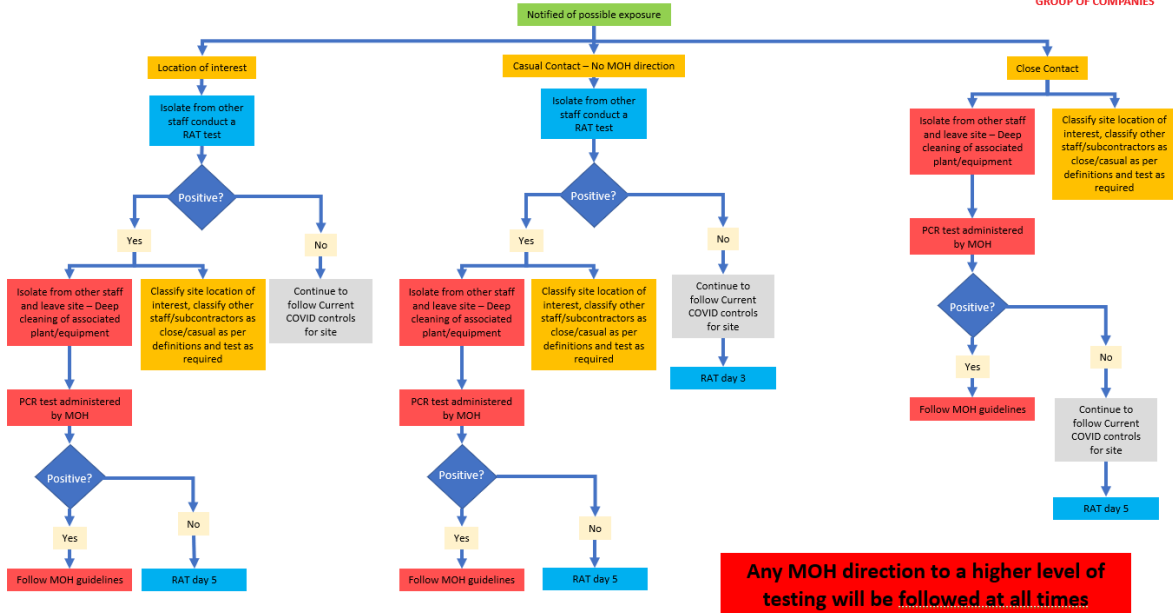 GROUP OF COMPANIES
Notified of possible exposure
Location of interest
Casual Contact – No MOH direction
Close Contact
Isolate from other
staff conduct a
RAT test
Isolate from other
staff conduct a
RAT test
Isolate from other staff
and leave site – Deep
cleaning of associated
plant/equipment
Classify site location of
interest, classify other
staff/subcontractors as
close/casual as per
definitions and test as
required
Positive?
Positive?
PCR test administered
by MOH
Yes
No
Yes
No
Isolate from other staff
and leave site – Deep
cleaning of associated
plant/equipment
Classify site location of
interest, classify other
staff/subcontractors as
close/casual as per
definitions and test as
required
Continue to
follow Current
COVID controls
for site
Isolate from other staff
and leave site – Deep
cleaning of associated
plant/equipment
Classify site location of
interest, classify other
staff/subcontractors as
close/casual as per
definitions and test as
required
Continue to
follow Current
COVID controls
for site
Positive?
RAT day 3
Yes
No
PCR test administered
by MOH
PCR test administered
by MOH
Follow MOH guidelines
Continue to
follow Current
COVID controls
for site
Positive?
Positive?
RAT day 5
Yes
No
Yes
No
Follow MOH guidelines
RAT day 5
Follow MOH guidelines
RAT day 5
Any MOH direction to a higher level of
testing will be followed at all times